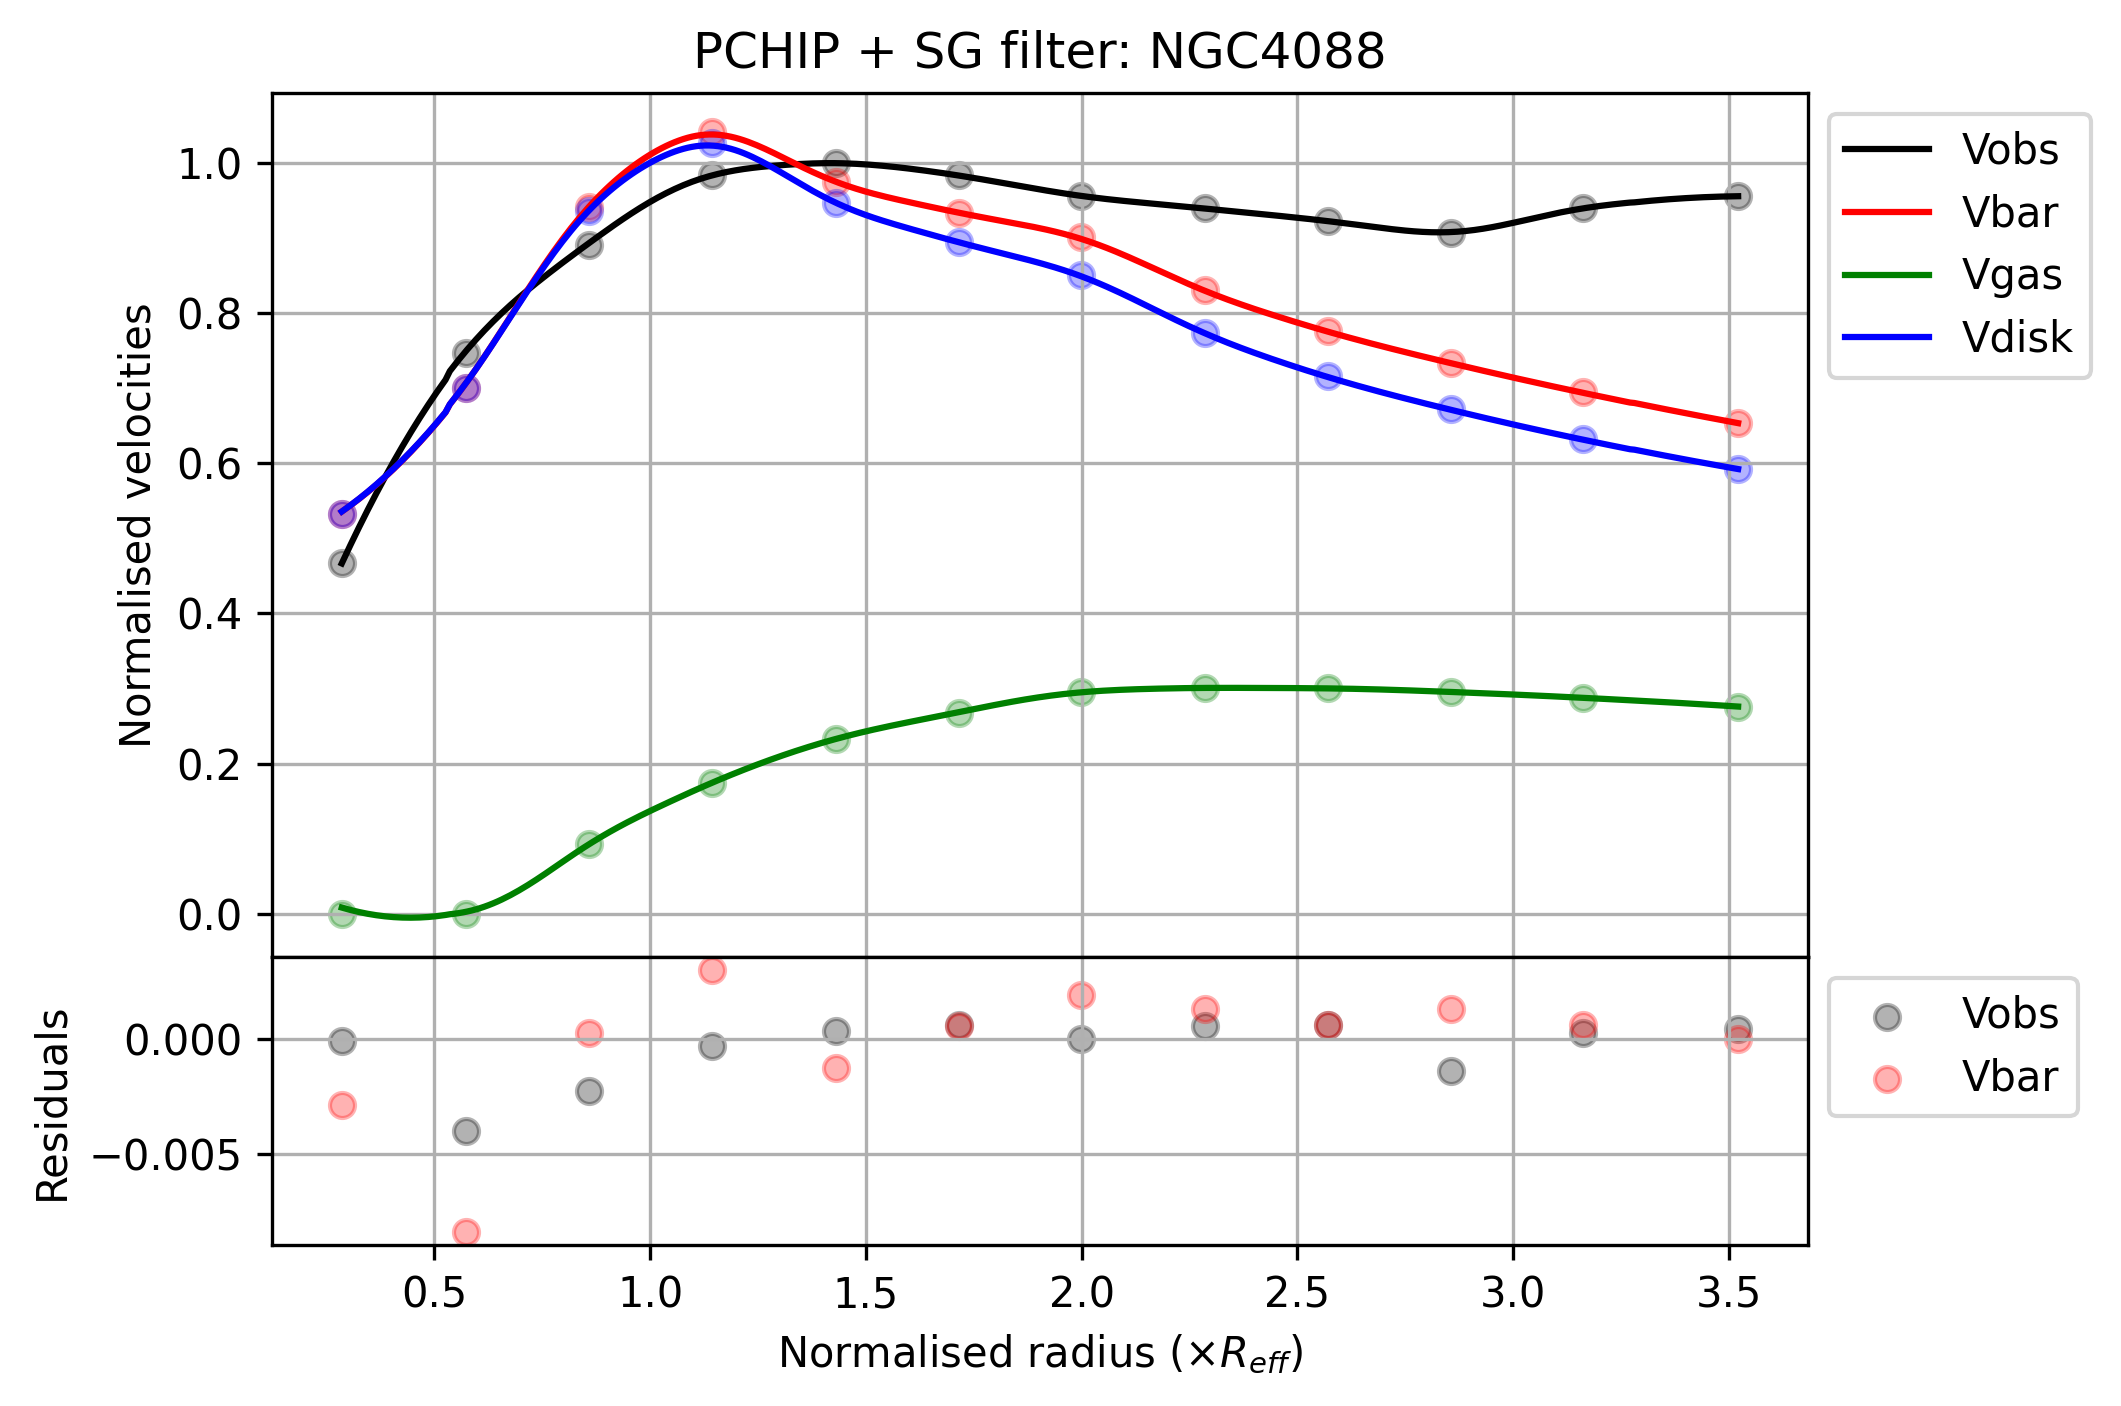 PCHIP + SG filter: NGC4088
Normalised velocities
1.0
0.8
0.6
0.4
0.2
0.0
Vobs
Vbar
Vgas
Vdisk
Residuals
0.000
−0.005
Vobs
Vbar
0.5 1.0 1.5 2.0 2.5 3.0 3.5
Normalised radius (×R_eff)